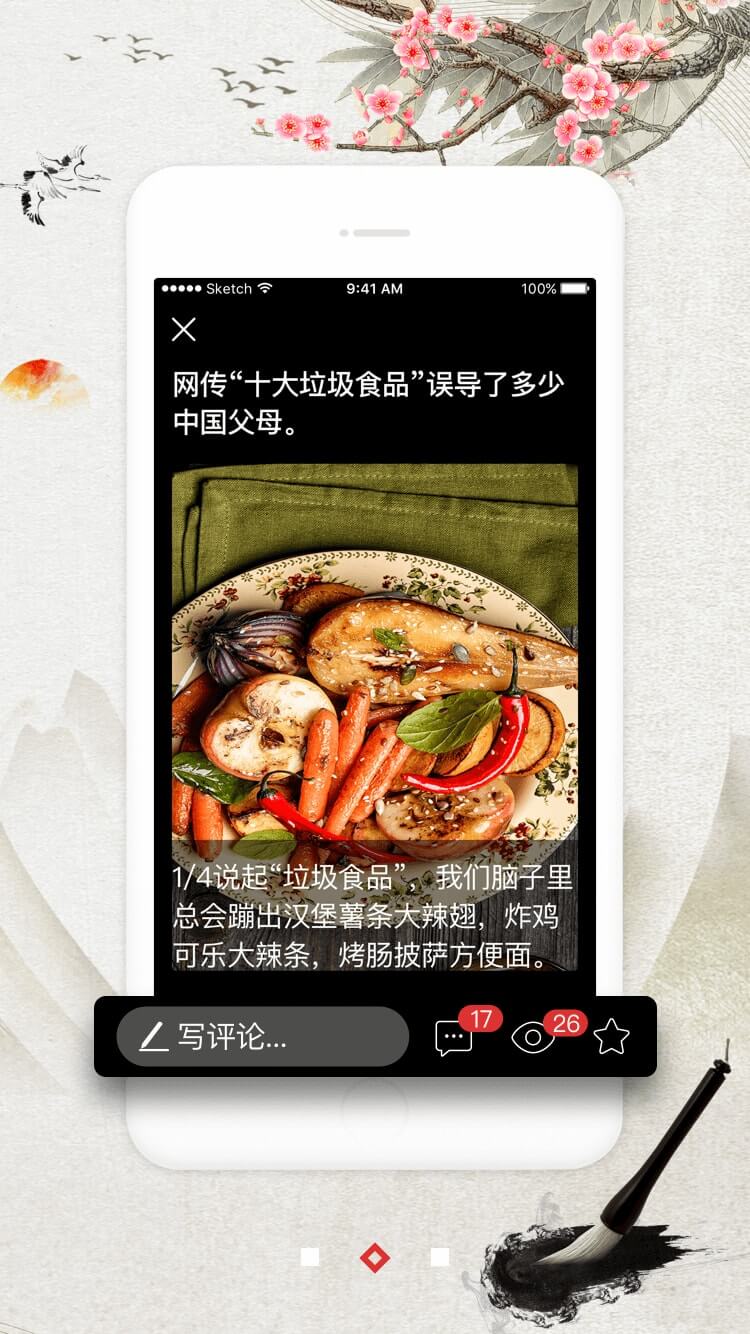 Sketch 9:41 AM 100%
网传“十大垃圾食品”误导了多少
中国父母。
1/4说起“垃圾食品”，我们脑子里
总会蹦出汉堡薯条大辣翅，炸鸡
可乐大辣条，烤肠披萨方便面。
写评论... 17 26